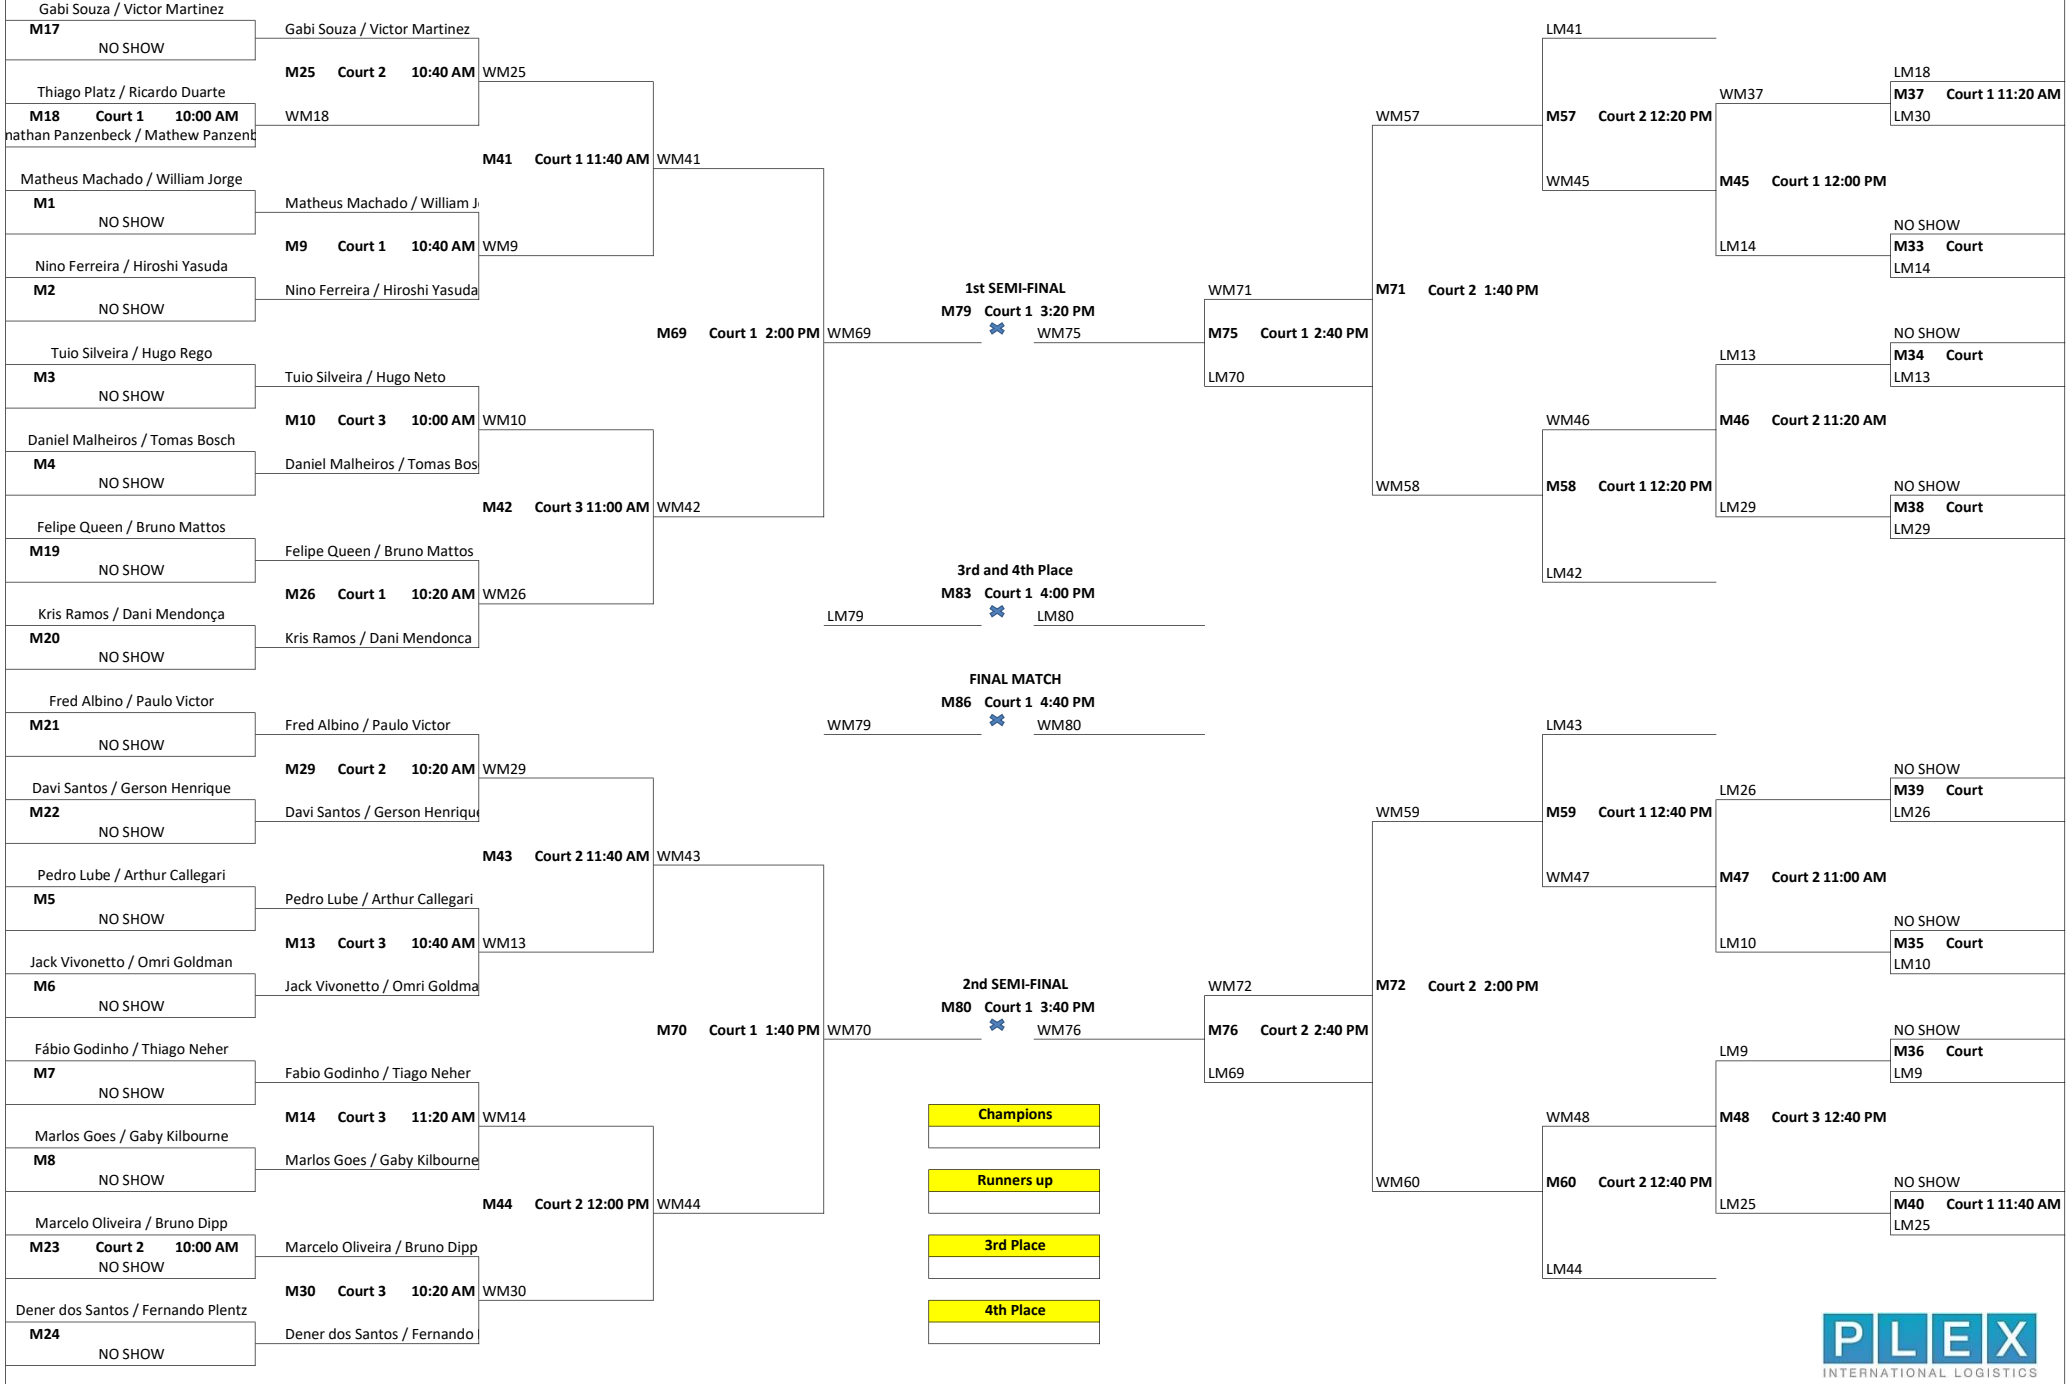 Gabi Souza / Victor Martinez
M17
NO SHOW
Thiago Platz / Ricardo Duarte
M18 Court 1 10:00 AM
/ Mathew
Matheus Machado / William Jorge
M1
NO SHOW
Nino Ferreira / Hiroshi Yasuda
M2
NO SHOW
Tuio Silveira / Hugo Rego
M3
NO SHOW
Daniel Malheiros / Tomas Bosch
M4
NO SHOW
Felipe Queen / Bruno Mattos
M19
NO SHOW
Kris Ramos / Dani Mendonça
M20
NO SHOW
Fred Albino / Paulo Victor
M21
NO SHOW
Davi Santos / Gerson Henrique
M22
NO SHOW
Pedro Lube / Arthur Callegari
M5
NO SHOW
Jack Vivonetto / Omri Goldman
M6
NO SHOW
Fábio Godinho / Thiago Neher
M7
NO SHOW
Marlos Goes / Gaby Kilbourne
M8
NO SHOW
Marcelo Oliveira / Bruno Dipp
M23 Court 2 10:00 AM
NO SHOW
Dener dos Santos / Fernando Plentz
M24
NO SHOW
Gabi Souza / Victor Martinez
M25 Court 2 10:40 AM
WM18
Matheus Machado / William
M9 Court 1 10:40 AM
Nino Ferreira / Hiroshi Yasuda
Tuio Silveira / Hugo Neto
M10 Court 3 10:00 AM
Daniel Malheiros / Tomas
Felipe Queen / Bruno Mattos
M26 Court 1 10:20 AM
Kris Ramos / Dani Mendonca
Fred Albino / Paulo Victor
M29 Court 2 10:20 AM
Davi Santos / Gerson Henrique
Pedro Lube / Arthur Callegari
M13 Court 3 10:40 AM
Jack Vivonetto / Omri
Fabio Godinho / Tiago Neher
M14 Court 3 11:20 AM
Marlos Goes / Gaby Kilbourne
Marcelo Oliveira / Bruno Dipp
M30 Court 3 10:20 AM
Dener dos Santos / Fernando
WM25
M41 Court 1 11:40 AM
WM9
WM10
M42 Court 3 11:00 AM
WM26
WM29
M43 Court 2 11:40 AM
WM13
WM14
M44 Court 2 12:00 PM
WM30
WM41
M69 Court 1 2:00 PM
WM42
WM43
M70 Court 1 1:40 PM
WM44
1st SEMI-FINAL
M79 Court 1 3:20 PM
WM69 WM75
3rd and 4th Place
M83 Court 1 4:00 PM
LM79 LM80
FINAL MATCH
M86 Court 1 4:40 PM
WM79 WM80
2nd SEMI-FINAL
M80 Court 1 3:40 PM
WM70 WM76
Champions
Runners up
3rd Place
4th Place
WM71
M75 Court 1 2:40 PM
LM70
WM72
M76 Court 2 2:40 PM
LM69
WM57
M71 Court 2 1:40 PM
WM58
WM59
M72 Court 2 2:00 PM
WM60
LM41
M57 Court 2 12:20 PM
WM45
WM46
M58 Court 1 12:20 PM
LM42
LM43
M59 Court 1 12:40 PM
WM47
WM48
M60 Court 2 12:40 PM
LM44
WM37
M45 Court 1 12:00 PM
LM14
LM13
M46 Court 2 11:20 AM
LM29
LM26
M47 Court 2 11:00 AM
LM10
LM9
M48 Court 3 12:40 PM
LM25
LM18
M37 Court 1 11:20 AM
LM30
NO SHOW
M33 Court
LM14
NO SHOW
M34 Court
LM13
NO SHOW
M38 Court
LM29
NO SHOW
M39 Court
LM26
NO SHOW
M35 Court
LM10
NO SHOW
M36 Court
LM9
NO SHOW
M40 Court 1 11:40 AM
LM25
PLEX
INTERNATIONAL LOGISTICS